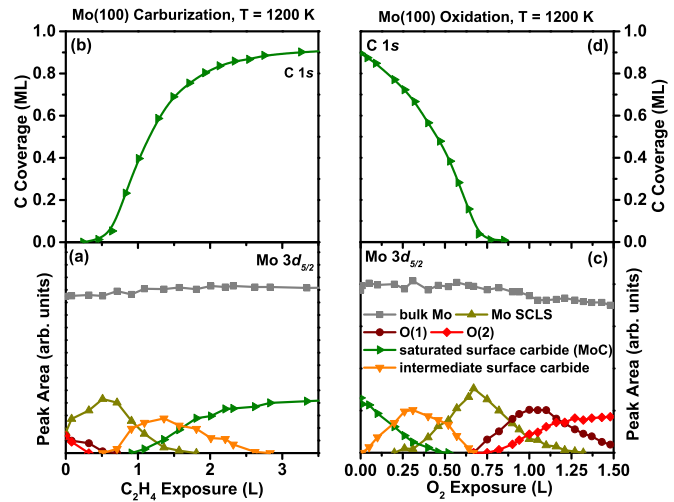 Mo(100) Carburization, T = 1200 K
Mo(100) Oxidation, T = 1200 K
(b)
C 1s
C Coverage (ML)
1.0
0.8
0.6
0.4
0.2
0.0
C 1s
(d)
C Coverage (ML)
1.0
0.8
0.6
0.4
0.2
0.0
(a)
Mo 3d5/2
Peak Area (arb. units)
0
1
2
3
C2H4 Exposure (L)
Mo 3d5/2
(c)
bulk Mo
Mo SCLS
O(1)
O(2)
saturated surface carbide (MoC)
intermediate surface carbide
Peak Area (arb. units)
0.00
0.25
0.50
0.75
1.00
1.25
1.50
O2 Exposure (L)